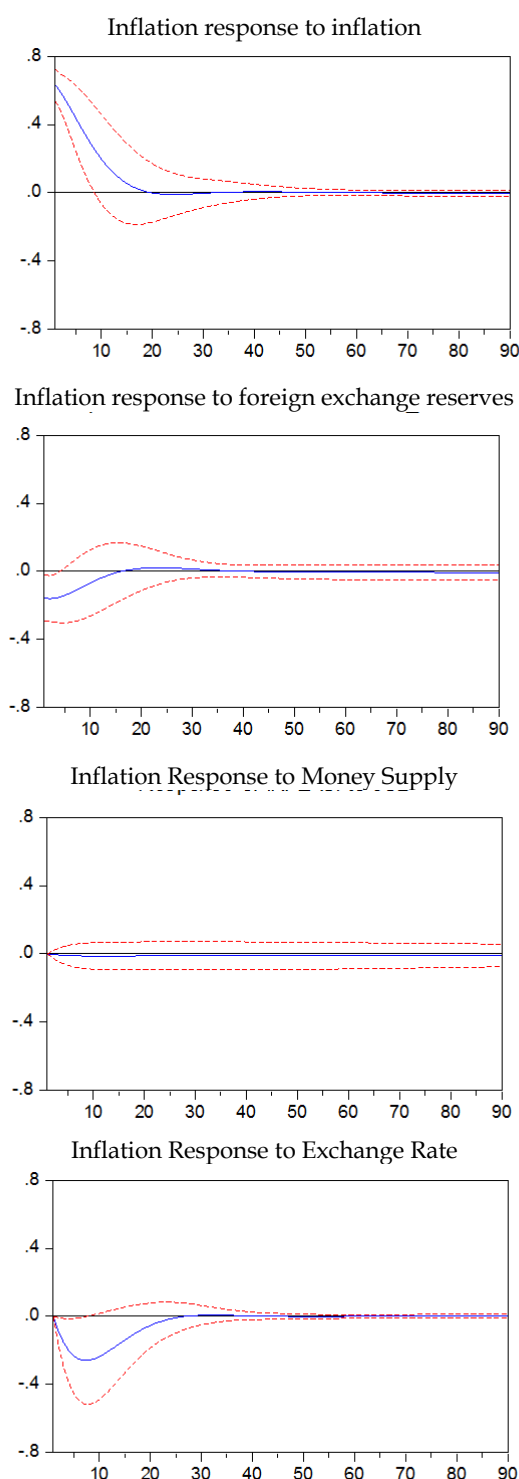 Inflation response to inflation
.8
.4
.0
-.4
-.8
10 20 30 40 50 60 70 80 90
Inflation response to foreign exchange reserves
.8
.4
.0
-.4
-.8
10 20 30 40 50 60 70 80 90
Inflation Response to Money Supply
.8
.4
.0
-.4
-.8
10 20 30 40 50 60 70 80 90
Inflation Response to Exchange Rate
.8
.4
.0
-.4
-.8
10 20 30 40 50 60 70 80 90